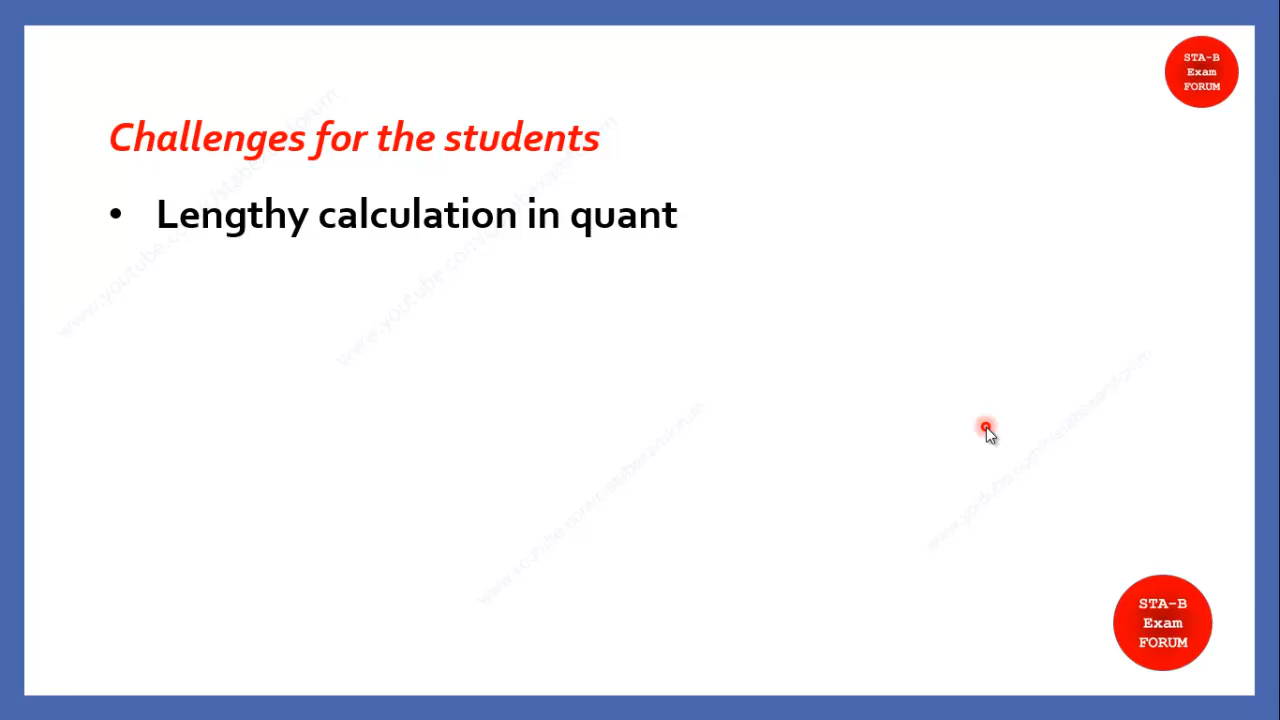 STA-B
Exam
FORUM
Challenges for the students
• Lengthy calculation in quant
STA-B
Exam
FORUM